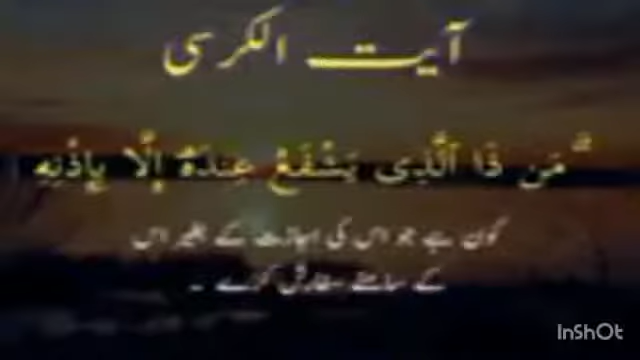 آیت الکرسی
مَن ذَا الَّذِی یَشْفَعُ عِندَهُ إِلَّا بِإِذْنِهِ
کون ہے جو اس کی اجازت کے بغیر اس
کے سامنے سفارش کرے ۔
InShOt